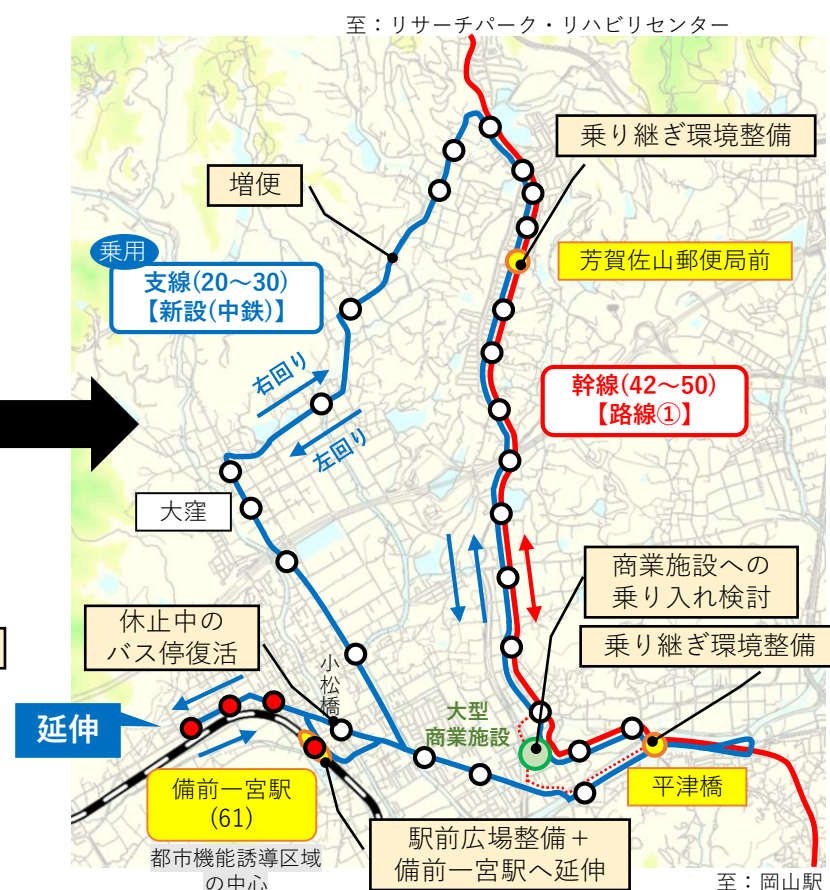 至：リサーチパーク・リハビリセンター
乗り継ぎ環境整備
増便
乗用
支線(20～30)
【新設(中鉄)】
芳賀佐山郵便局前
右回り
左回り
幹線(42～50)
【路線①】
大窪
商業施設への
乗り入れ検討
休止中の
バス停復活
小松橋
乗り継ぎ環境整備
延伸
大型
商業施設
備前一宮駅
(61)
平津橋
都市機能誘導区域
の中心
駅前広場整備＋
備前一宮駅へ延伸
至：岡山駅